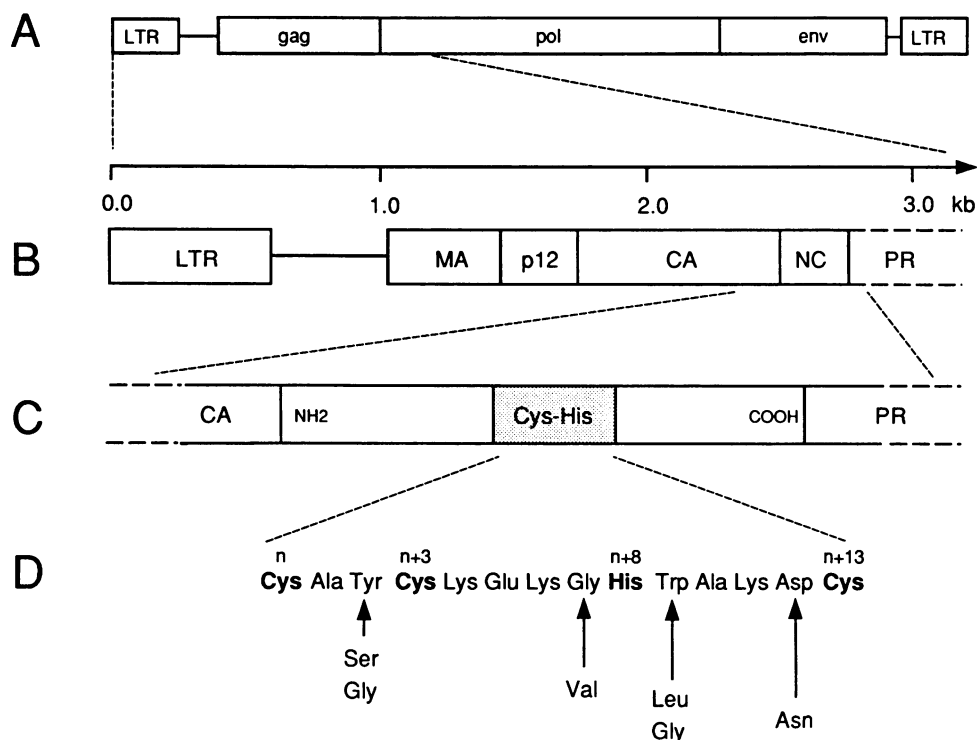 A
LTR gag pol env LTR
0.0 1.0 2.0 3.0 kb
B
LTR MA p12 CA NC PR
C
CA NH2 Cys-His COOH PR
D
n n+3 n+8 n+13
Cys Ala Tyr Cys Lys Glu Lys Gly His Trp Ala Lys Asp Cys
Ser
Gly
Val
Leu
Gly
Asn